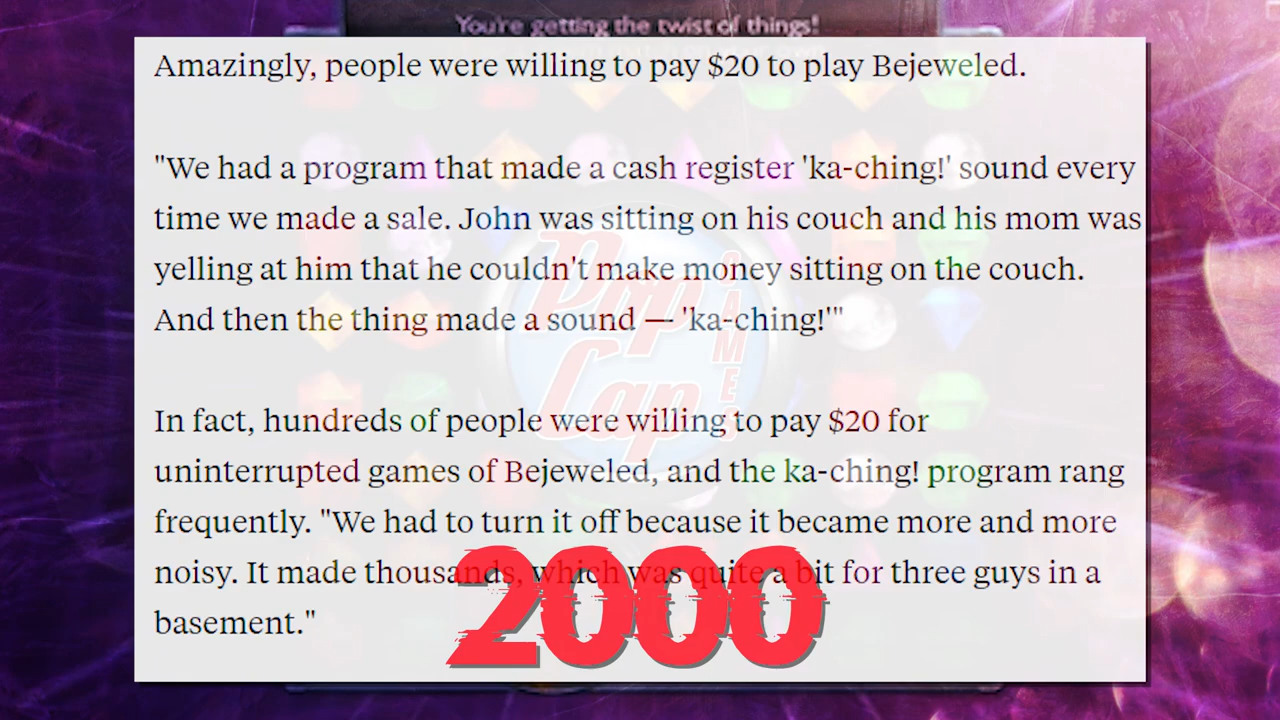 You're getting the twist of things!
Amazingly, people were willing to pay $20 to play Bejeweled.
"We had a program that made a cash register 'ka-ching!' sound every
time we made a sale. John was sitting on his couch and his mom was
yelling at him that he couldn't make money sitting on the couch.
And then the thing made a sound — 'ka-ching!'"
In fact, hundreds of people were willing to pay $20 for
uninterrupted games of Bejeweled, and the ka-ching! program rang
frequently. "We had to turn it off because it became more and more
noisy. It made thousands, which was quite a bit for three guys in a
basement."
2000
Pop
Cap
GAMES